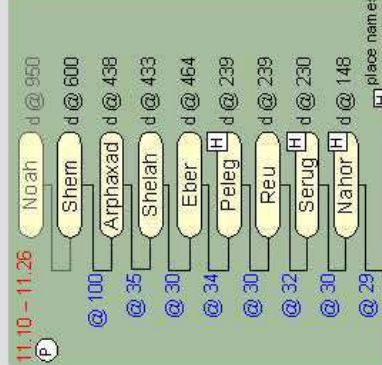 11.10 – 11.26
P
Noah d @ 950
Shem d @ 600
@ 100
Arphaxad d @ 438
@ 35
Shelah d @ 433
@ 30
Eber d @ 464
@ 34
Peleg H d @ 239
@ 30
Reu d @ 239
@ 32
Serug H d @ 230
@ 30
Nahor H d @ 148
@ 29
H place names